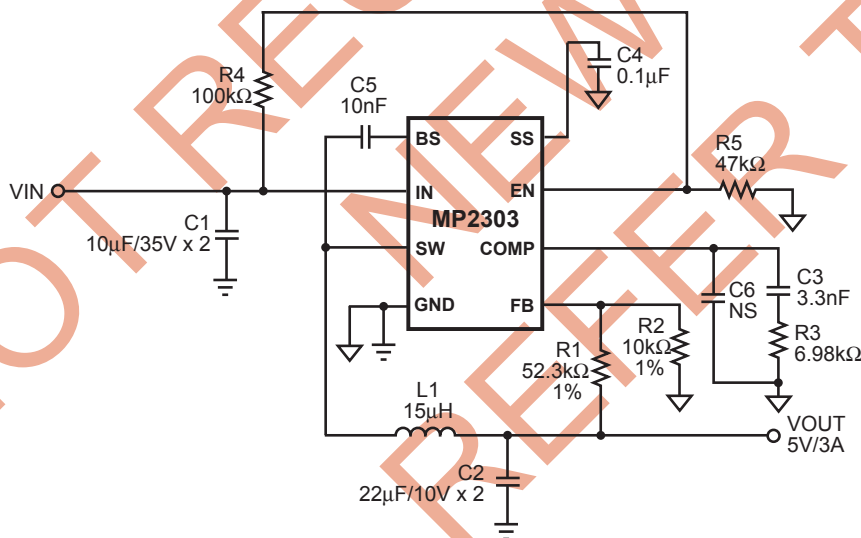 R4
100kΩ
C5
10nF
C4
0.1µF
BS
SS
R5
47kΩ
VIN
IN
EN
MP2303
C1
10µF/35V x 2
SW
COMP
C6
NS
C3
3.3nF
GND
FB
R1
52.3kΩ
1%
R2
10kΩ
1%
R3
6.98kΩ
L1
15µH
VOUT
5V/3A
C2
22µF/10V x 2